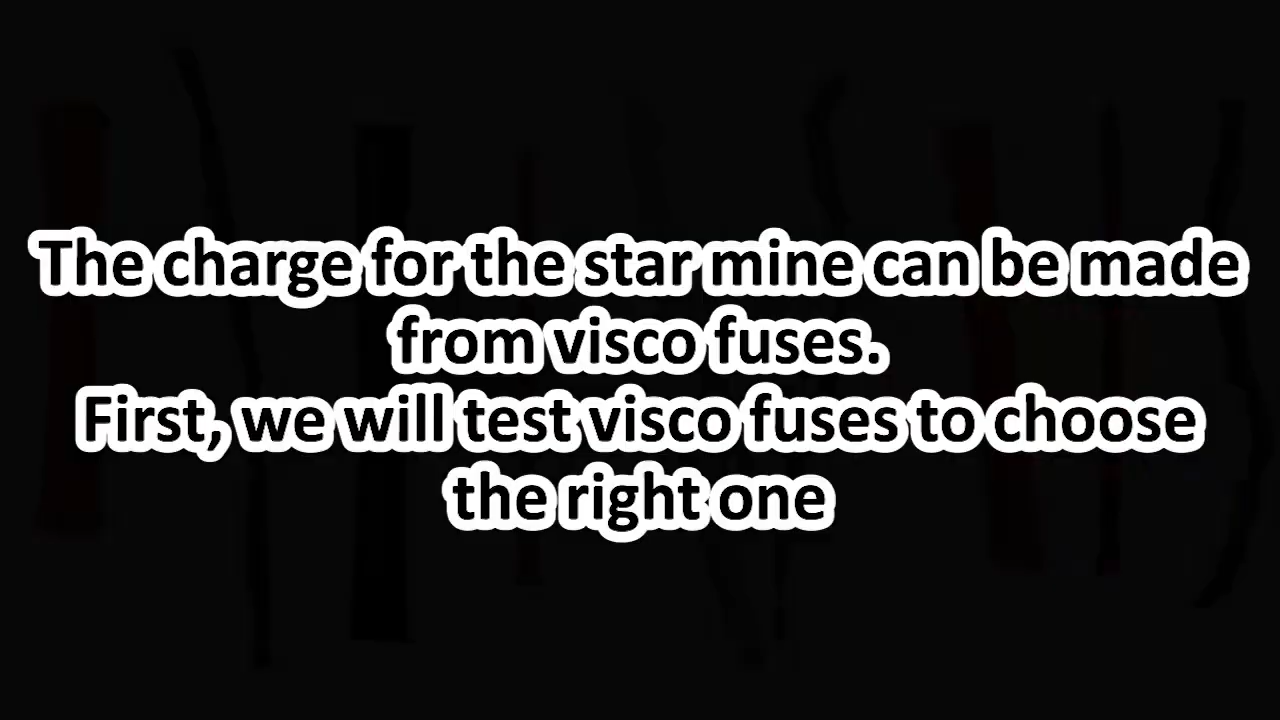 The charge for the star mine can be made
from visco fuses.
First, we will test visco fuses to choose
the right one